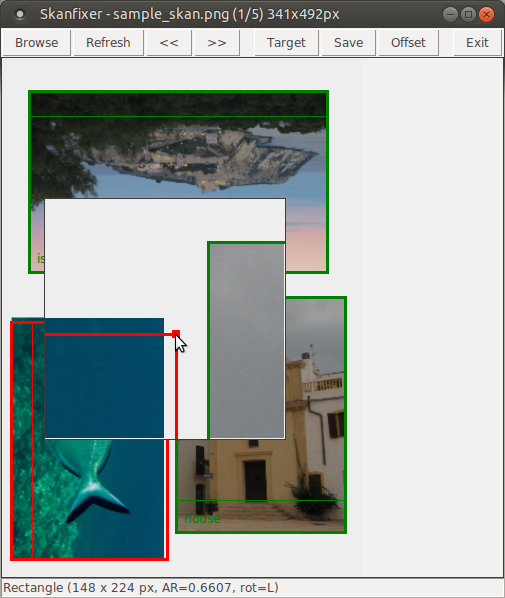 Skanfixer - sample_skan.png (1/5) 341x492px
Browse Refresh << >> Target Save Offset Exit
house
Rectangle (148 x 224 px, AR=0.6607, rot=L)